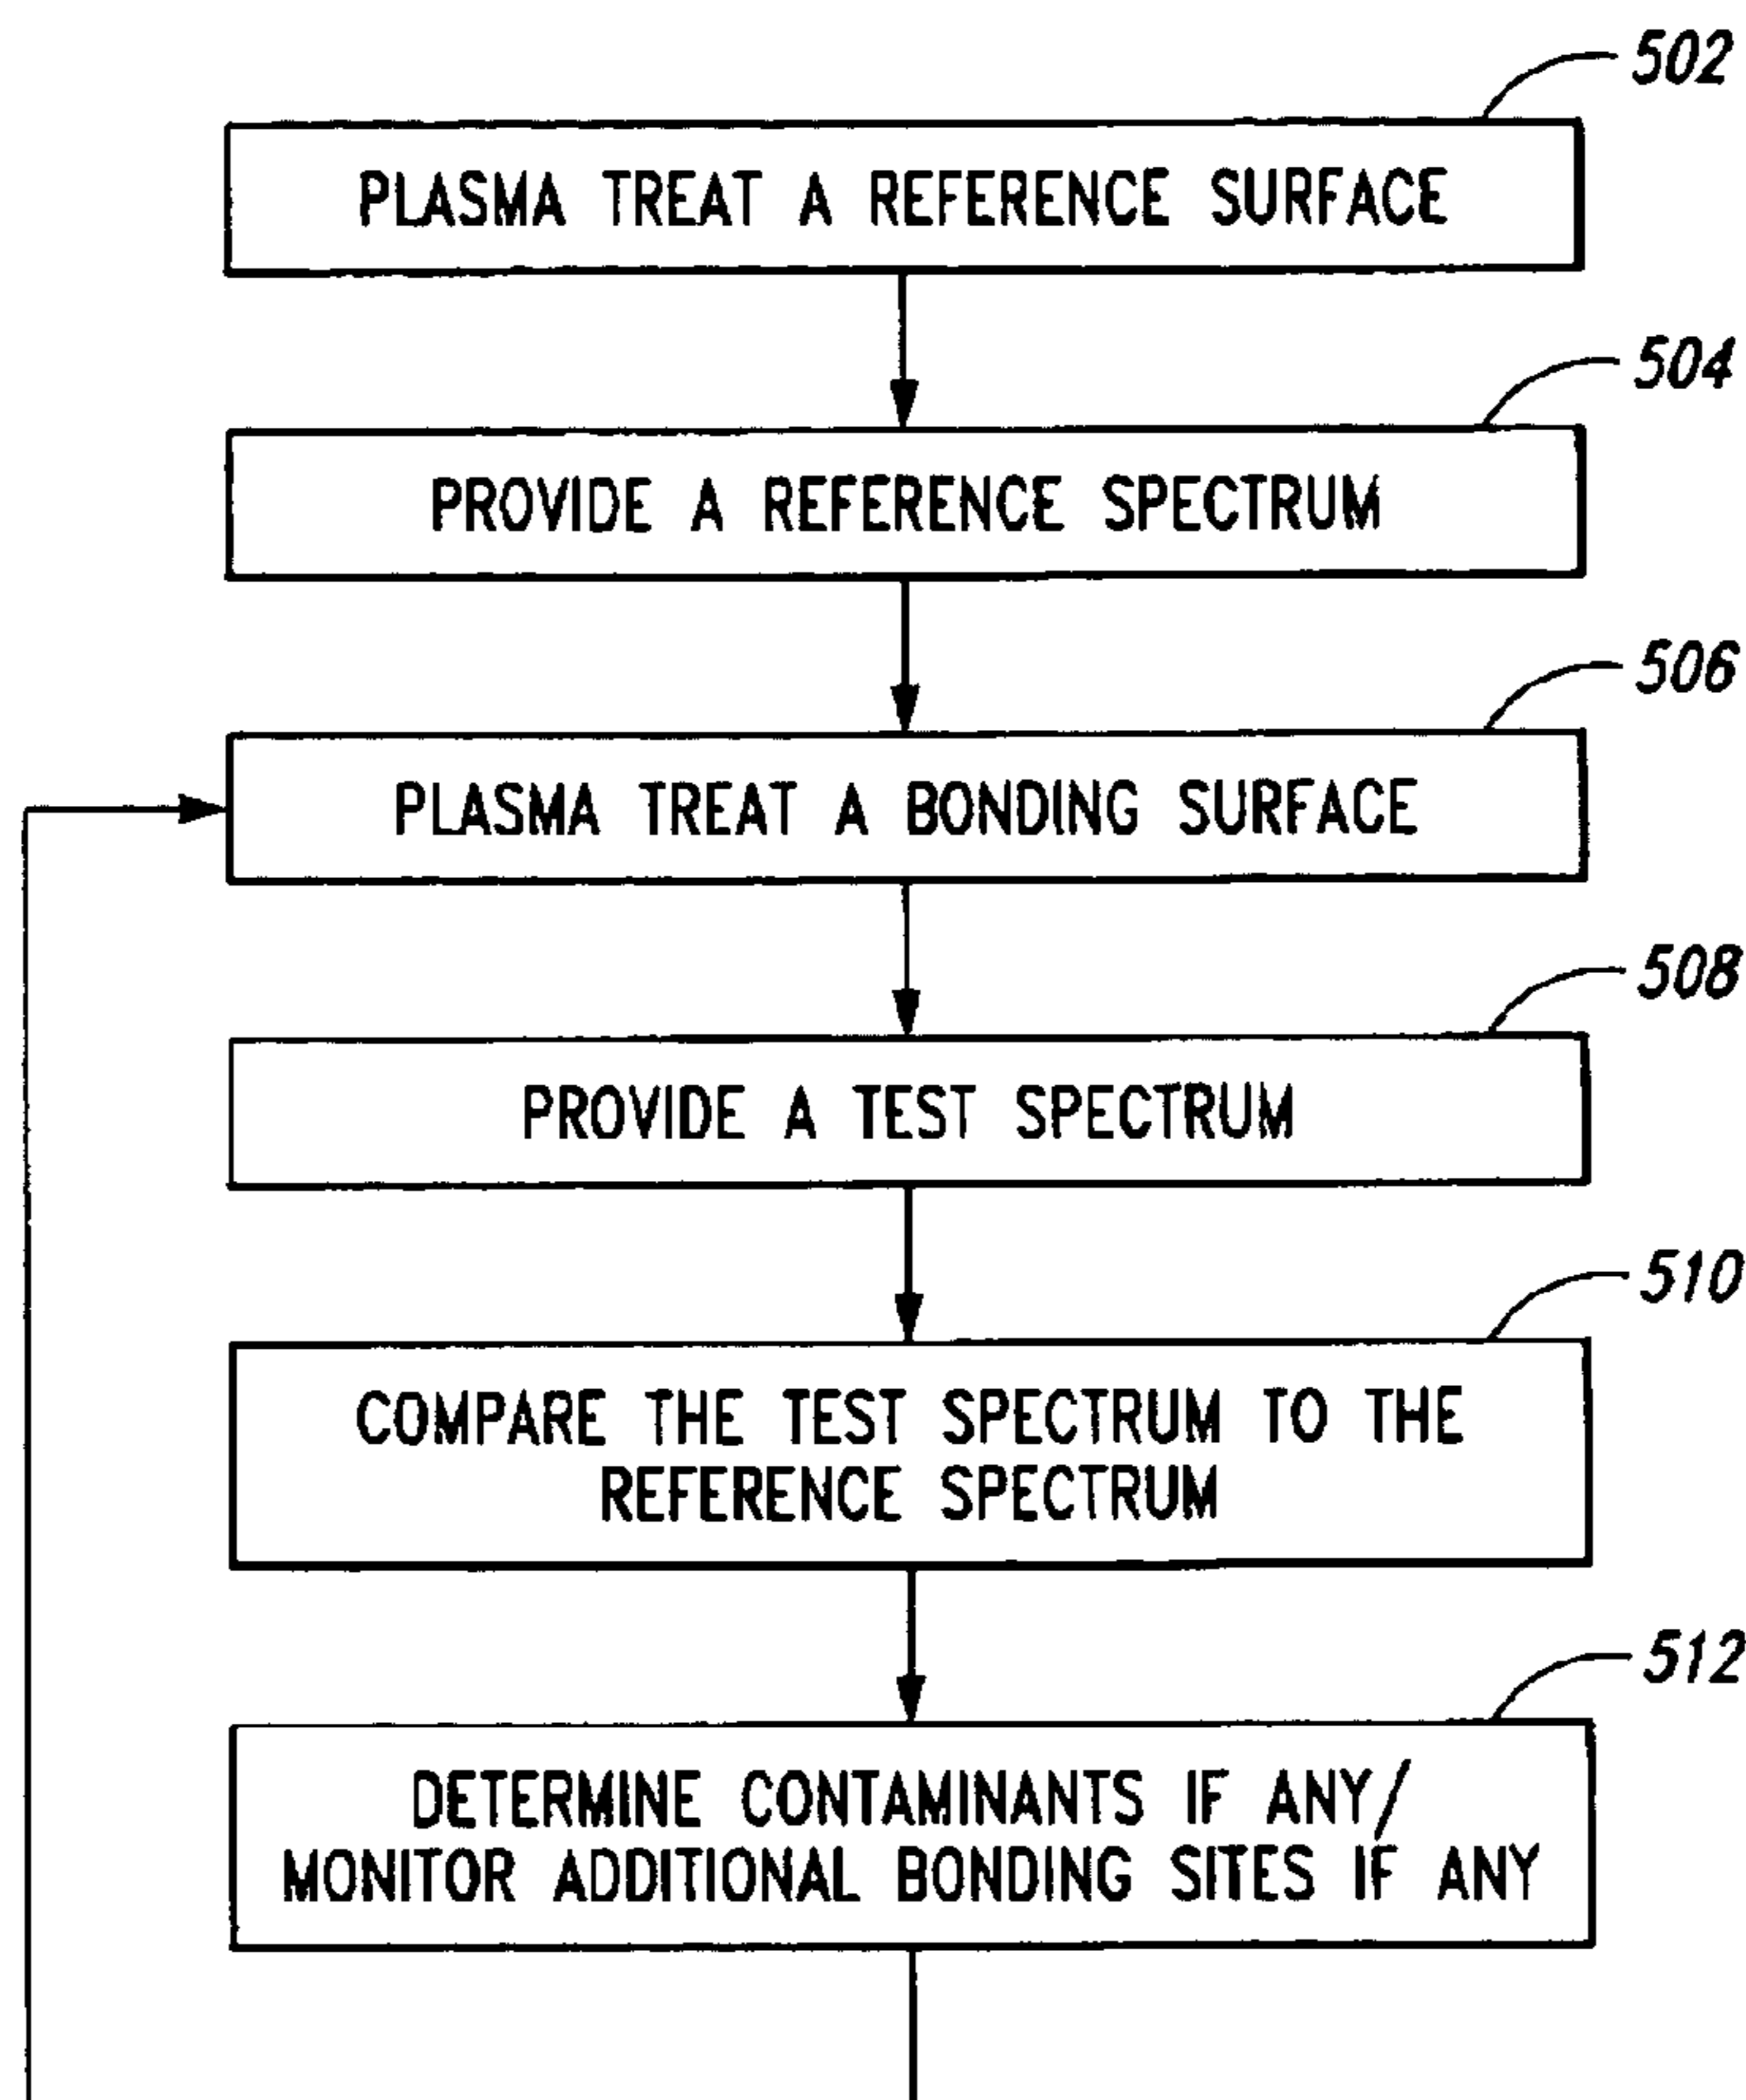 502
PLASMA TREAT A REFERENCE SURFACE
504
PROVIDE A REFERENCE SPECTRUM
506
PLASMA TREAT A BONDING SURFACE
508
PROVIDE A TEST SPECTRUM
510
COMPARE THE TEST SPECTRUM TO THE
REFERENCE SPECTRUM
512
DETERMINE CONTAMINANTS IF ANY/
MONITOR ADDITIONAL BONDING SITES IF ANY